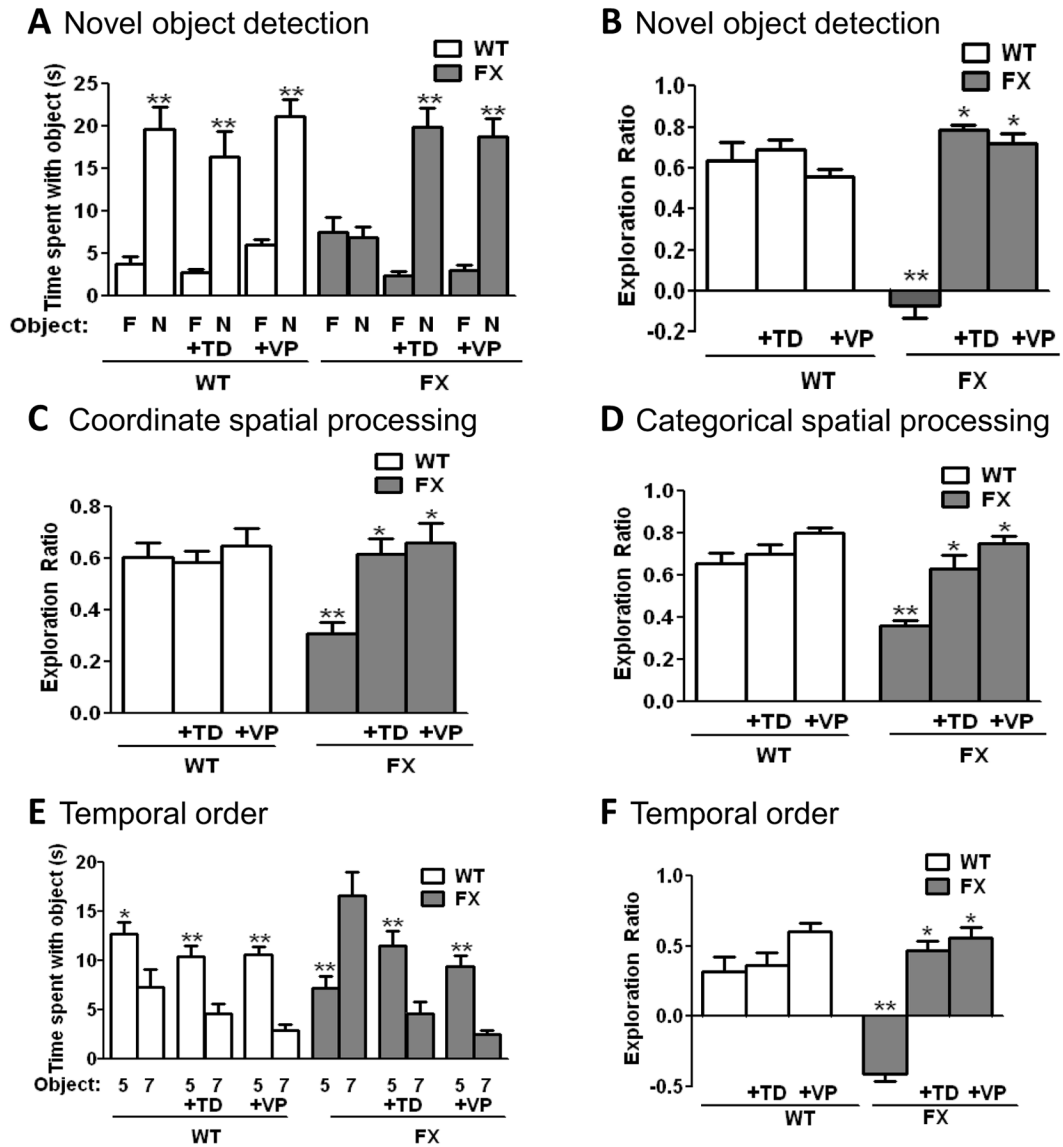 A Novel object detection
WT
FX
Time spent with object (s)
25
20
15
10
5
0
** ** ** ** **
Object: F N F N F N F N F N F N
+TD +VP +TD +VP
WT FX
B Novel object detection
WT
FX
Exploration Ratio
1.0
0.8
0.6
0.4
0.2
0.0
-0.2
** * *
+TD +VP +TD +VP
WT FX
C Coordinate spatial processing
WT
FX
Exploration Ratio
0.8
0.6
0.4
0.2
0.0
** * *
+TD +VP +TD +VP
WT FX
D Categorical spatial processing
WT
FX
Exploration Ratio
1.0
0.8
0.6
0.4
0.2
0.0
** * *
+TD +VP +TD +VP
WT FX
E Temporal order
WT
FX
Time spent with object (s)
20
15
10
5
0
* ** ** ** ** **
Object: 5 7 5 7 5 7 5 7 5 7 5 7
+TD +VP +TD +VP
WT FX
F Temporal order
WT
FX
Exploration Ratio
1.0
0.5
0.0
-0.5
** * *
+TD +VP +TD +VP
WT FX